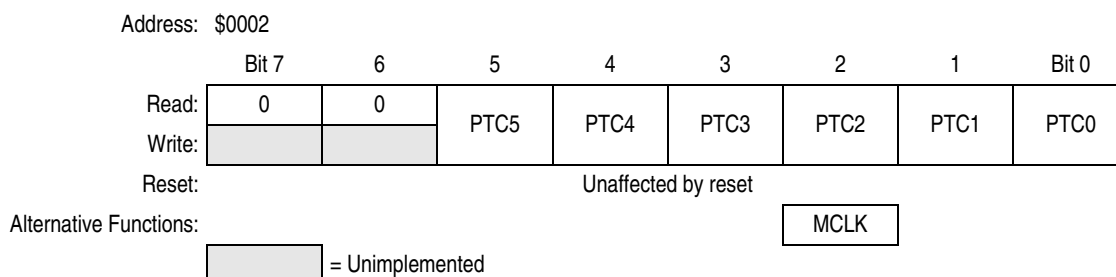 Address: $0002
Bit 7 6 5 4 3 2 1 Bit 0
Read: 0 0 PTC5 PTC4 PTC3 PTC2 PTC1 PTC0
Write:
Reset: Unaffected by reset
Alternative Functions: MCLK
= Unimplemented